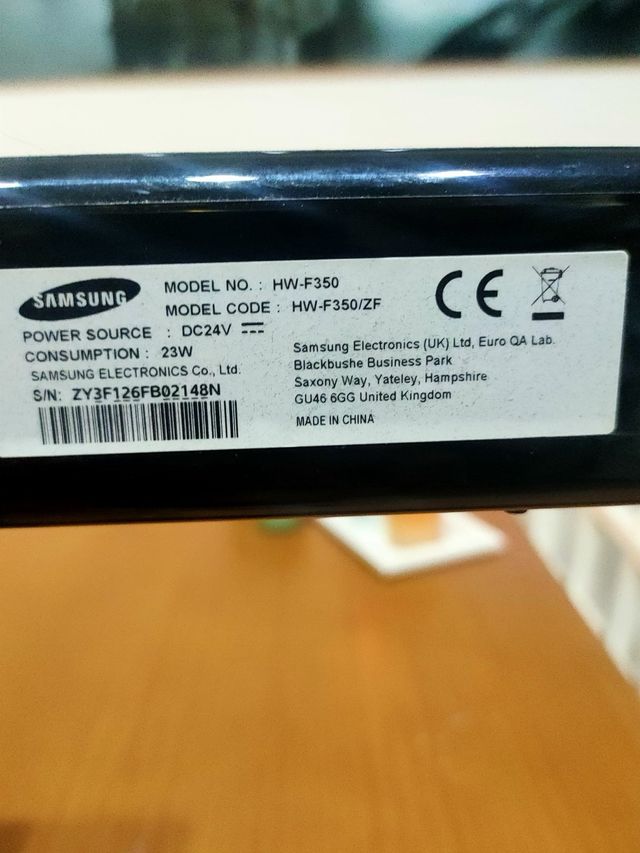 SAMSUNG
MODEL NO. : HW-F350
MODEL CODE : HW-F350/ZF
POWER SOURCE : DC24V
CONSUMPTION : 23W
SAMSUNG ELECTRONICS Co., Ltd.
S/N: ZY3F126FB02148N
CE
Samsung Electronics (UK) Ltd, Euro QA Lab.
Blackbushe Business Park
Saxony Way, Yateley, Hampshire
GU46 6GG United Kingdom
MADE IN CHINA